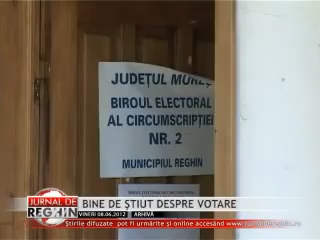 JUDEȚUL MUREȘ
BIROUL ELECTORAL
AL CIRCUMSCRIPȚIEI
NR. 2
MUNICIPIUL REGHIN
JURNAL DE
REGHIN
BINE DE ȘTIUT DESPRE VOTARE
VINERI 08.06.2012
ARHIVĂ
Știrile difuzate pot fi urmărite și online accesând